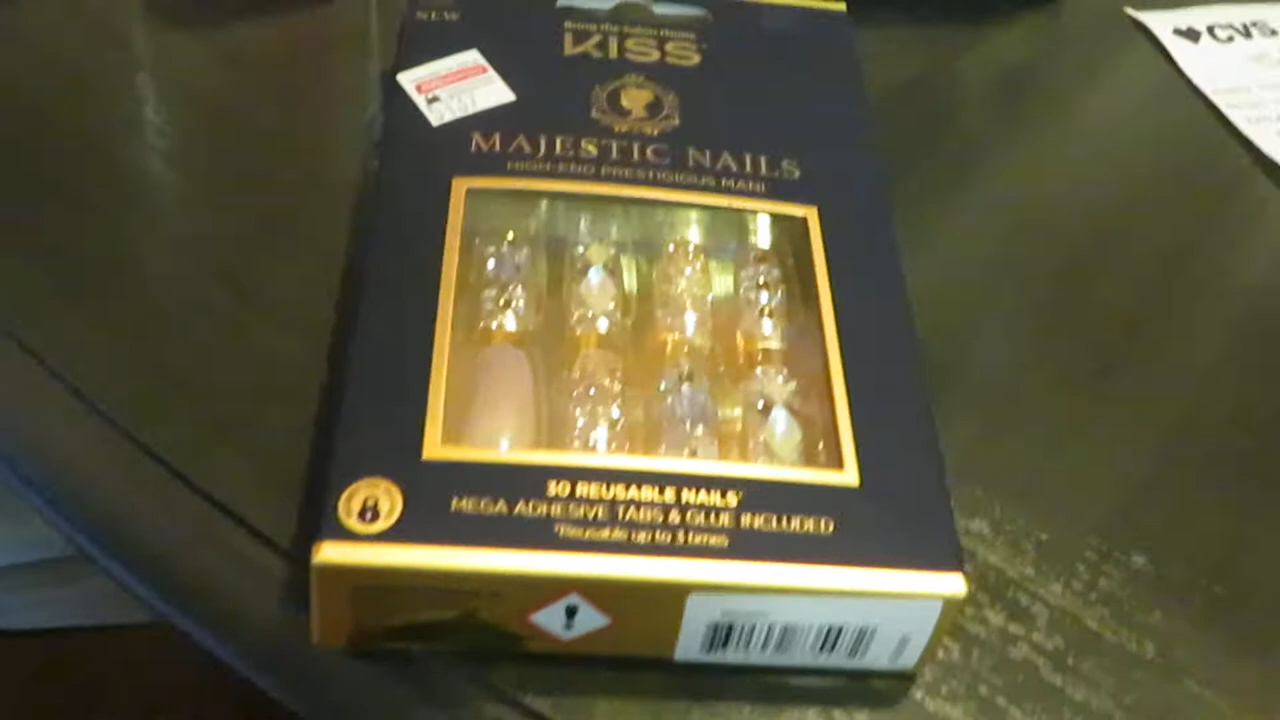 NEW
Bring the Salon Home
KISS
♥CVS
MAJESTIC NAILS
HIGH-END PRESTIGIOUS MANI
30 REUSABLE NAILS*
MEGA ADHESIVE TABS & GLUE INCLUDED
*Reusable up to 3 times
8